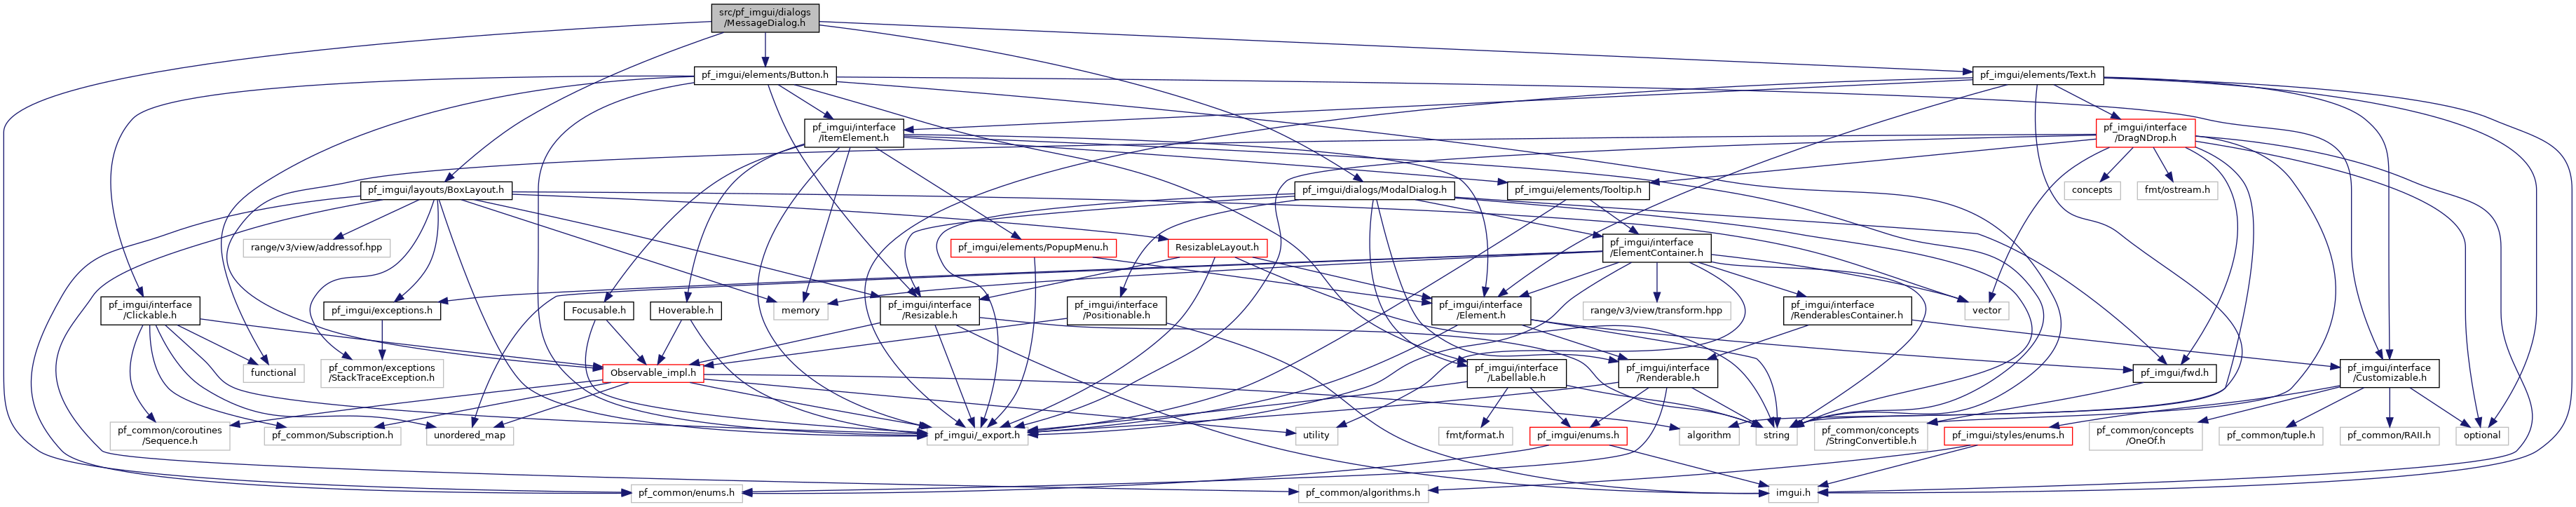 src/pf_imgui/dialogs
/MessageDialog.h
pf_imgui/elements/Button.h
pf_imgui/elements/Text.h
pf_imgui/interface
/ItemElement.h
pf_imgui/interface
/DragNDrop.h
pf_imgui/layouts/BoxLayout.h
pf_imgui/dialogs/ModalDialog.h
pf_imgui/elements/Tooltip.h
concepts
fmt/ostream.h
range/v3/view/addressof.hpp
pf_imgui/elements/PopupMenu.h
ResizableLayout.h
pf_imgui/interface
/ElementContainer.h
pf_imgui/interface
/Clickable.h
pf_imgui/exceptions.h
Focusable.h
Hoverable.h
memory
pf_imgui/interface
/Resizable.h
pf_imgui/interface
/Positionable.h
pf_imgui/interface
/Element.h
range/v3/view/transform.hpp
pf_imgui/interface
/RenderablesContainer.h
vector
functional
pf_common/exceptions
/StackTraceException.h
Observable_impl.h
pf_imgui/interface
/Labellable.h
pf_imgui/interface
/Renderable.h
pf_imgui/fwd.h
pf_imgui/interface
/Customizable.h
pf_common/coroutines
/Sequence.h
pf_common/Subscription.h
unordered_map
pf_imgui/_export.h
utility
fmt/format.h
pf_imgui/enums.h
algorithm
string
pf_common/concepts
/StringConvertible.h
pf_imgui/styles/enums.h
pf_common/concepts
/OneOf.h
pf_common/tuple.h
pf_common/RAII.h
optional
pf_common/enums.h
pf_common/algorithms.h
imgui.h